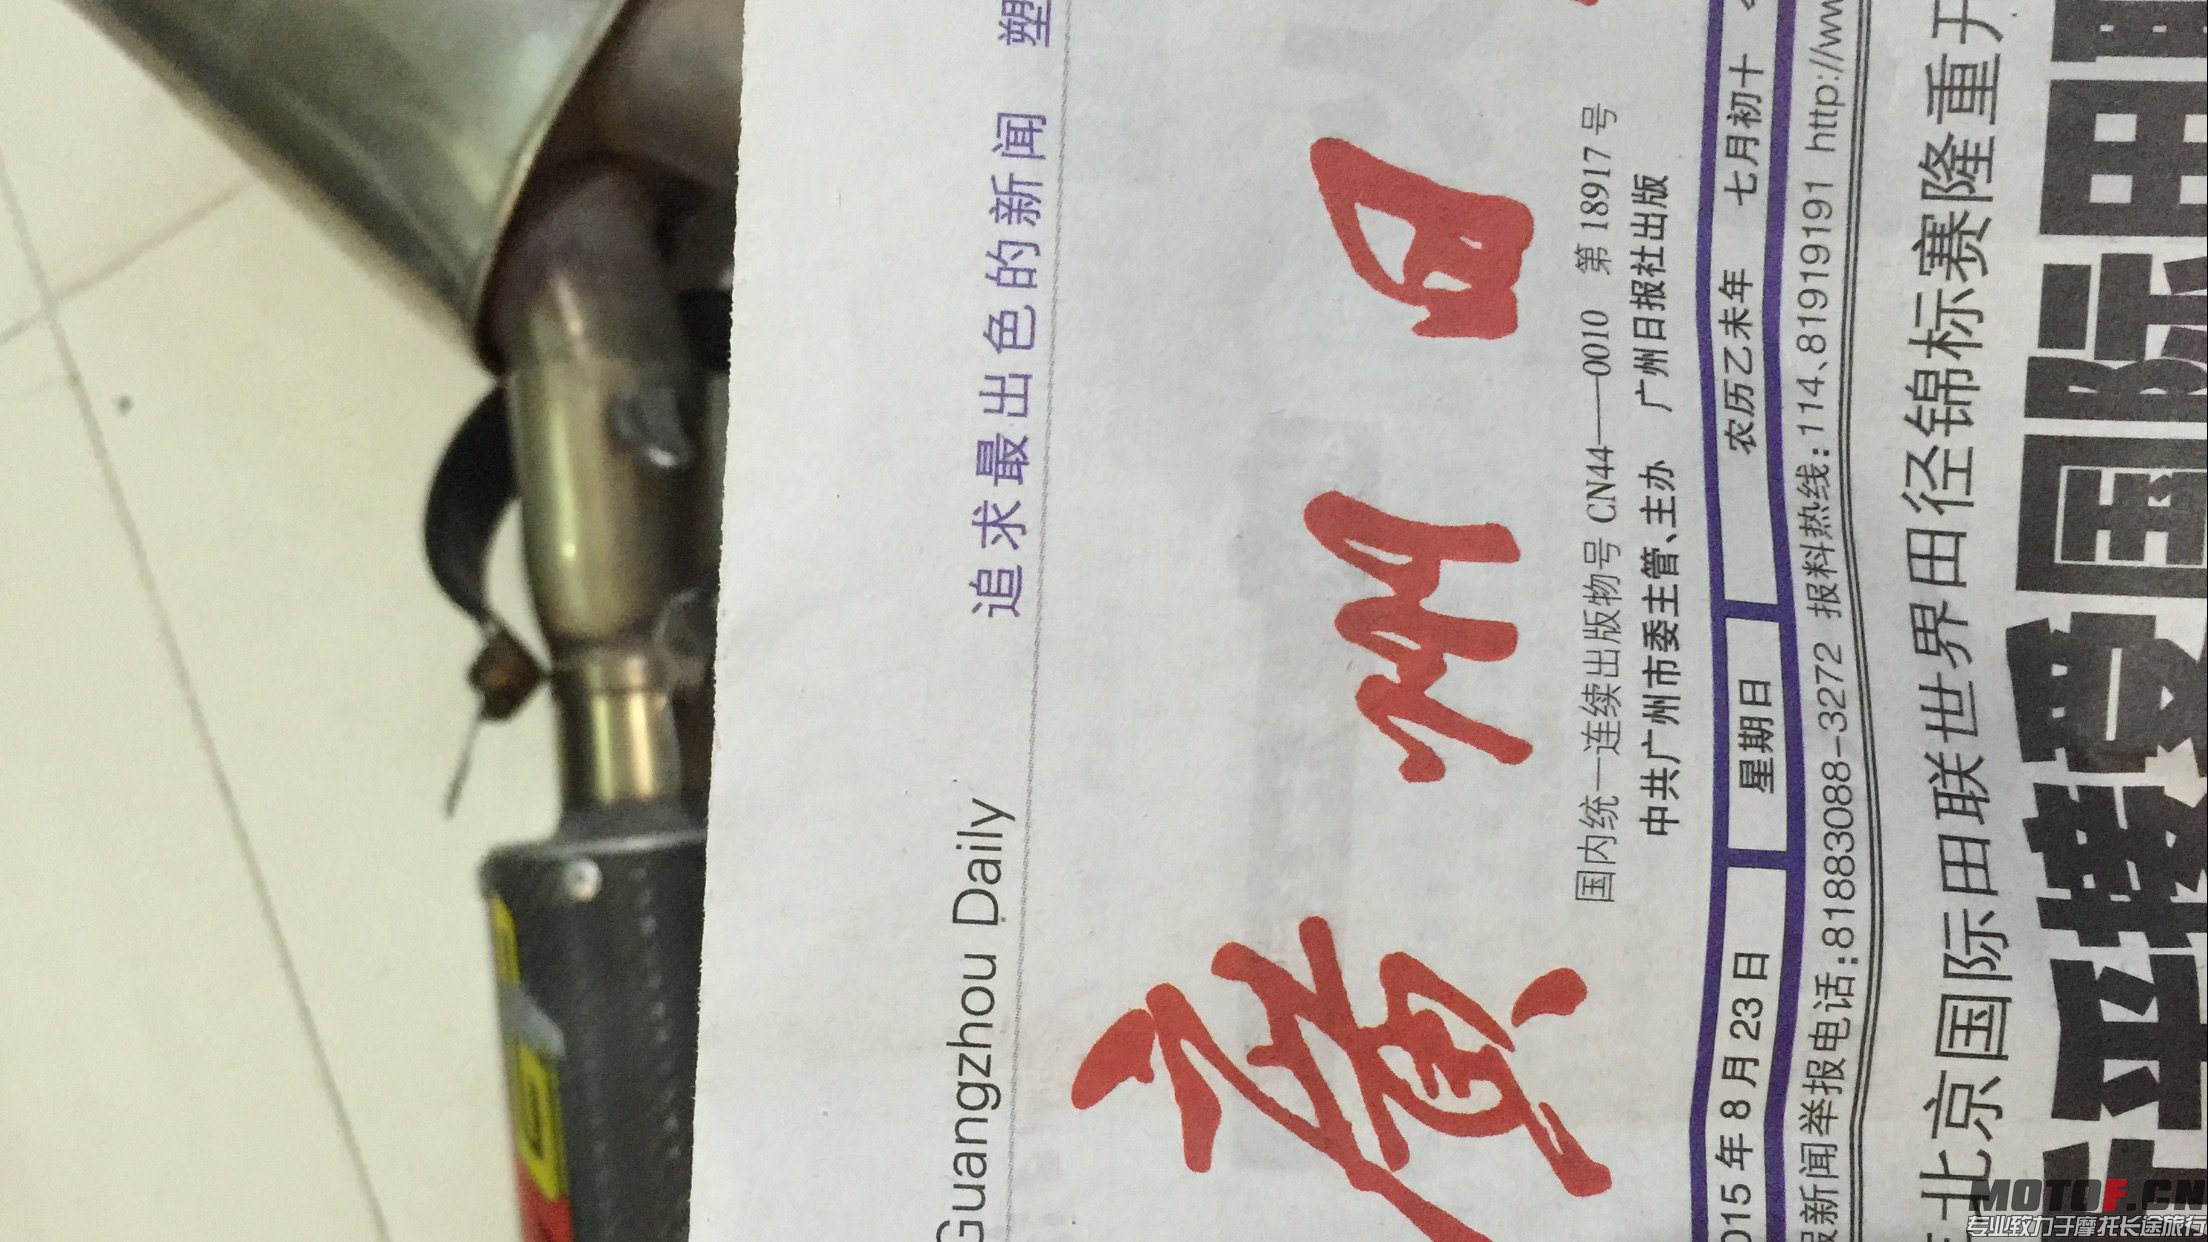 Guangzhou Daily 追求最出色的新闻 塑
廣州日
国内统一连续出版物号 CN44——0010 第 18917 号
中共广州市委主管、主办 广州日报社出版
015 年 8 月 23 日 星期日 农历乙未年 七月初十
报新闻举报电话:81883088-3272 报料热线:114、81919191 http://ww
北京国际田联世界田径锦标赛隆重开
MOTOF.CN
专业致力于摩托长途旅行